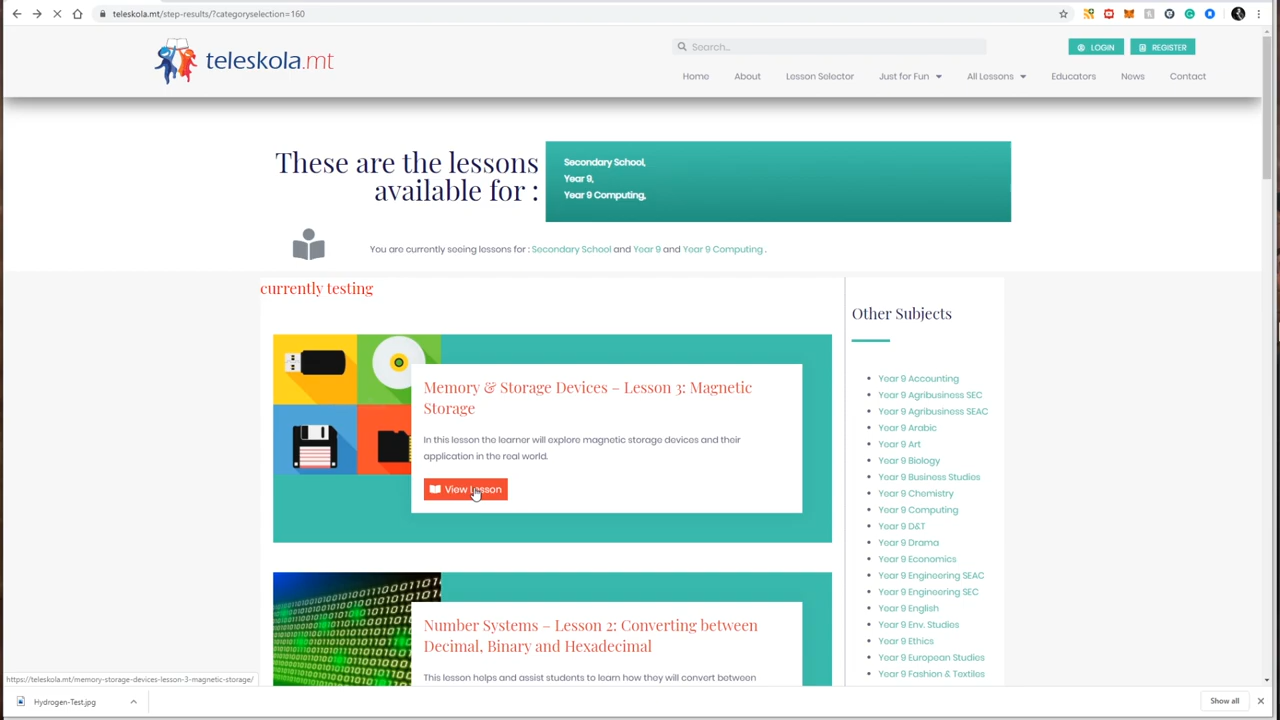 teleskola.mt/step-results/?categoryselection=160
teleskola.mt
Search...
LOGIN
REGISTER
Home
About
Lesson Selector
Just for Fun
All Lessons
Educators
News
Contact
These are the lessons
available for :
Secondary School,
Year 9,
Year 9 Computing,
You are currently seeing lessons for : Secondary School and Year 9 and Year 9 Computing .
currently testing
Memory & Storage Devices – Lesson 3: Magnetic
Storage
In this lesson the learner will explore magnetic storage devices and their
application in the real world.
View Lesson
Number Systems – Lesson 2: Converting between
Decimal, Binary and Hexadecimal
This lesson helps and assist students to learn how they will convert between
Other Subjects
Year 9 Accounting
Year 9 Agribusiness SEC
Year 9 Agribusiness SEAC
Year 9 Arabic
Year 9 Art
Year 9 Biology
Year 9 Business Studies
Year 9 Chemistry
Year 9 Computing
Year 9 D&T
Year 9 Drama
Year 9 Economics
Year 9 Engineering SEAC
Year 9 Engineering SEC
Year 9 English
Year 9 Env. Studies
Year 9 Ethics
Year 9 European Studies
Year 9 Fashion & Textiles
https://teleskola.mt/memory-storage-devices-lesson-3-magnetic-storage/
Hydrogen-Test.jpg
Show all